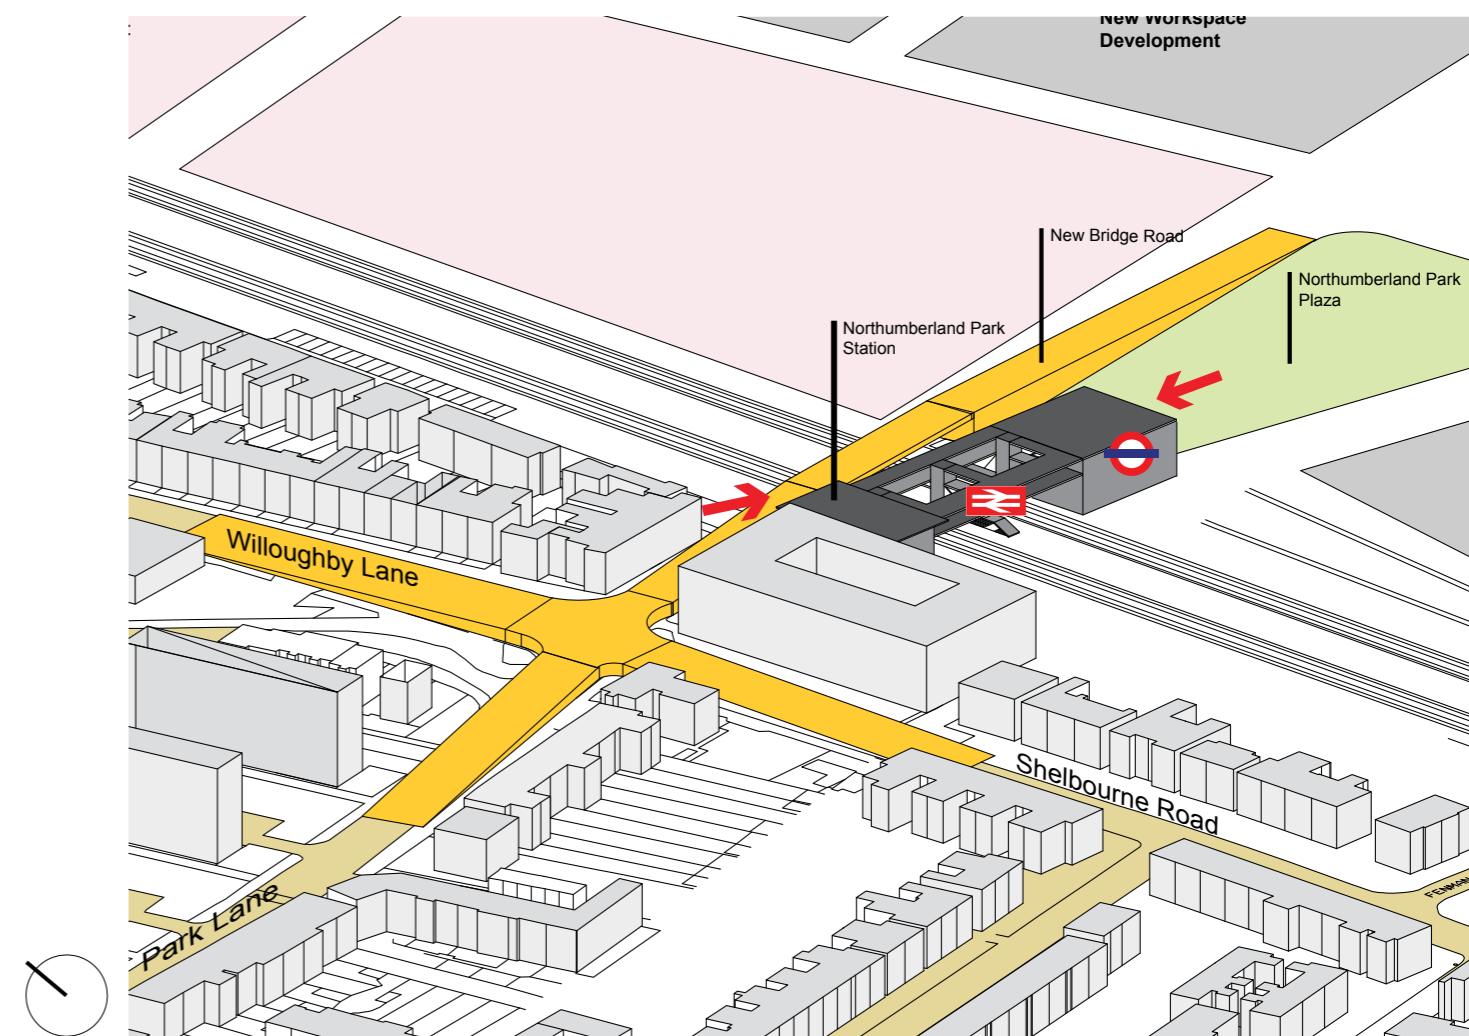 New Workspace
Development
New Bridge Road
Northumberland Park
Plaza
Northumberland Park
Station
Willoughby Lane
Shelbourne Road
Park Lane